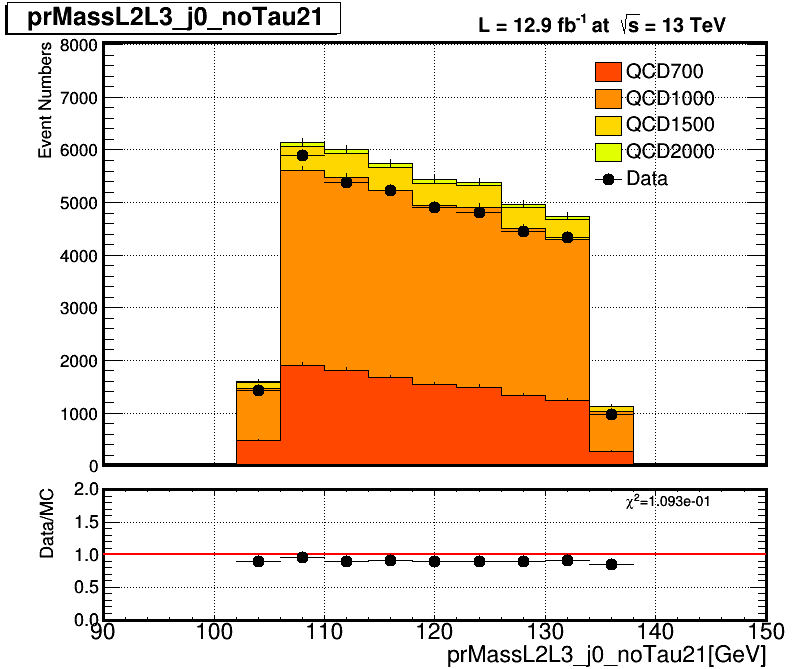 prMassL2L3_j0_noTau21
L = 12.9 fb⁻¹ at √s = 13 TeV
Event Numbers
8000
7000
6000
5000
4000
3000
2000
1000
0
QCD700
QCD1000
QCD1500
QCD2000
Data
Data/MC
2.0
1.5
1.0
0.5
0.0
χ²=1.093e-01
90 100 110 120 130 140 150
prMassL2L3_j0_noTau21[GeV]